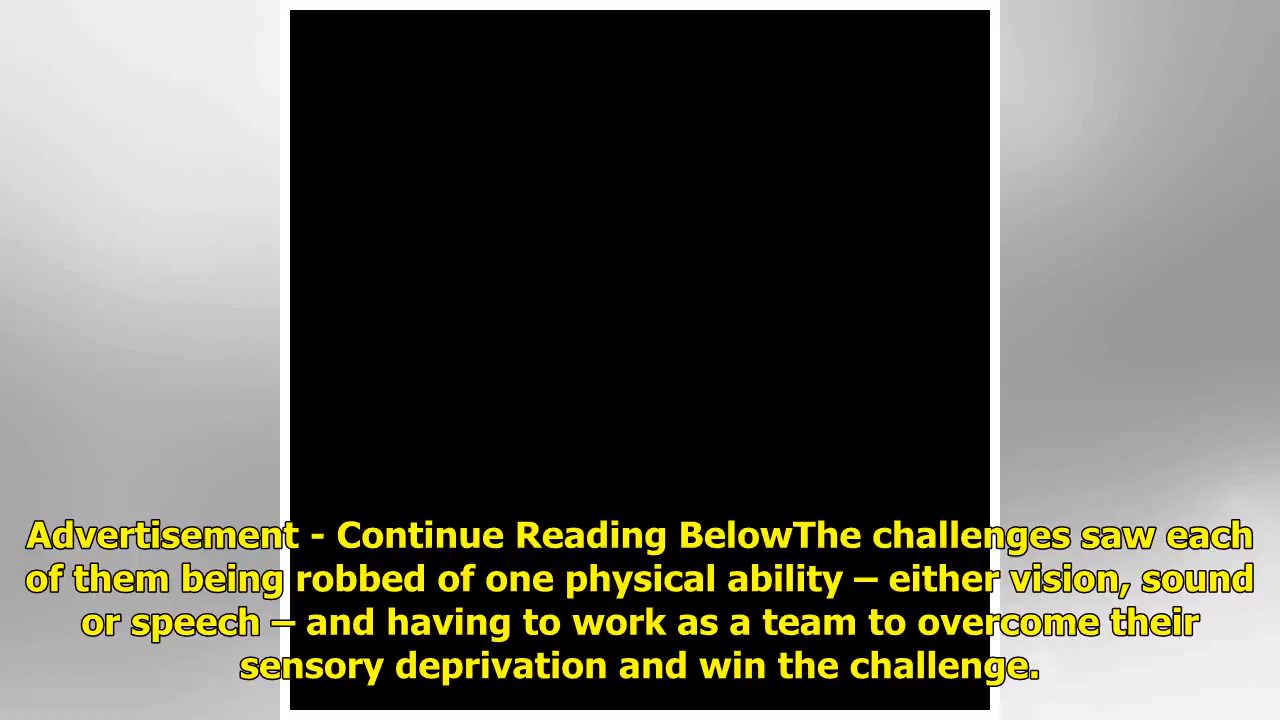 Advertisement - Continue Reading BelowThe challenges saw each
of them being robbed of one physical ability – either vision, sound
or speech – and having to work as a team to overcome their
sensory deprivation and win the challenge.